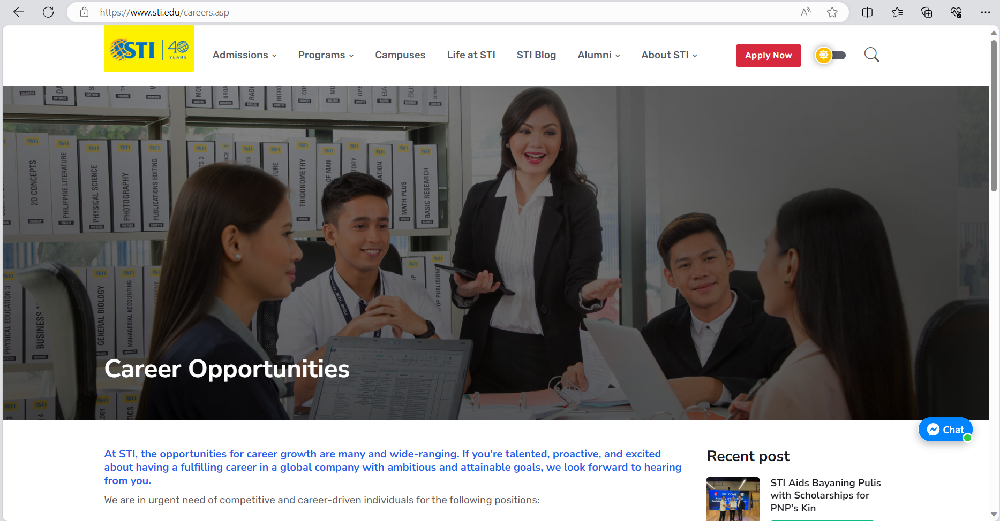 https://www.sti.edu/careers.asp
STI 40 YEARS
Admissions
Programs
Campuses
Life at STI
STI Blog
Alumni
About STI
Apply Now
2D CONCEPTS
PHILIPPINE LITERATURE
PHYSICAL SCIENCE
PHOTOGRAPHY
PUBLICATIONS EDITING
TRIGONOMETRY
MATH PLUS
BASIC RESEARCH
PHYSICAL EDUCATION 3
BUSINESS
GENERAL BIOLOGY
MANAGERIAL ACCOUNTING
www.sti.edu
Career Opportunities
Chat
At STI, the opportunities for career growth are many and wide-ranging. If you’re talented, proactive, and excited
about having a fulfilling career in a global company with ambitious and attainable goals, we look forward to hearing
from you.
We are in urgent need of competitive and career-driven individuals for the following positions:
Recent post
WELCOME
STI Aids Bayaning Pulis
with Scholarships for
PNP's Kin